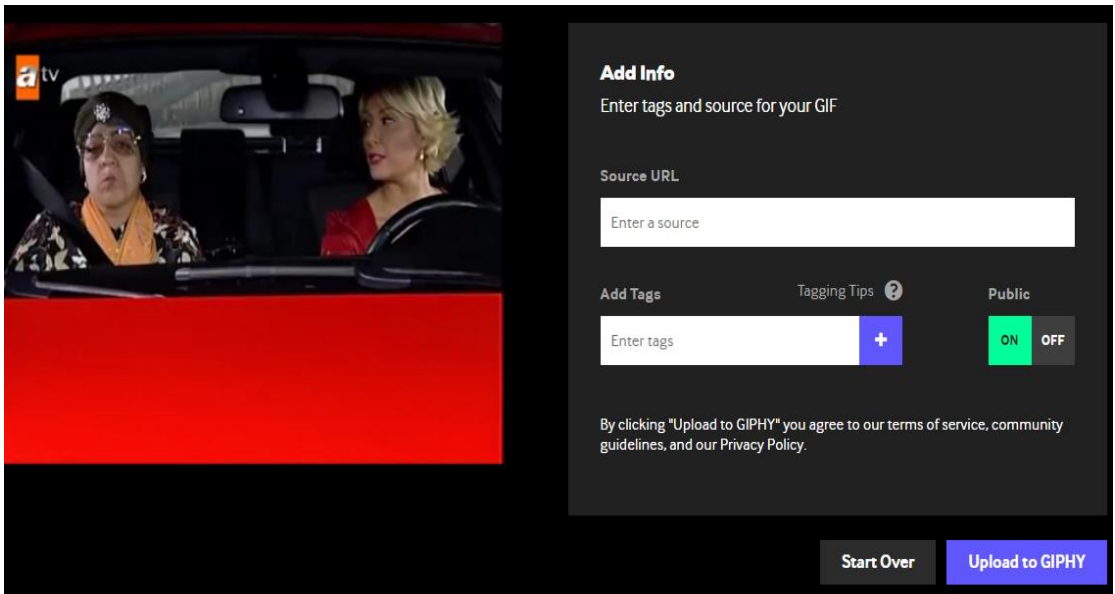 atv
Add Info
Enter tags and source for your GIF
Source URL
Enter a source
Add Tags
Tagging Tips ?
Public
Enter tags
+
ON OFF
By clicking "Upload to GIPHY" you agree to our terms of service, community
guidelines, and our Privacy Policy.
Start Over
Upload to GIPHY